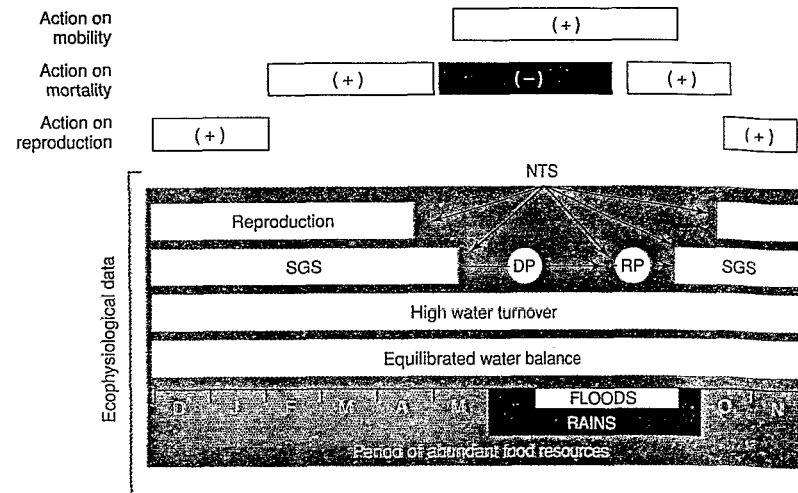 Action on
mobility
(+)
Action on
mortality
(+)
(−)
(+)
Action on
reproduction
(+)
(+)
NTS
Ecophysiological data
Reproduction
SGS
DP
RP
SGS
High water turnover
Equilibrated water balance
D J F M A M O N
FLOODS
RAINS
Period of abundant food resources